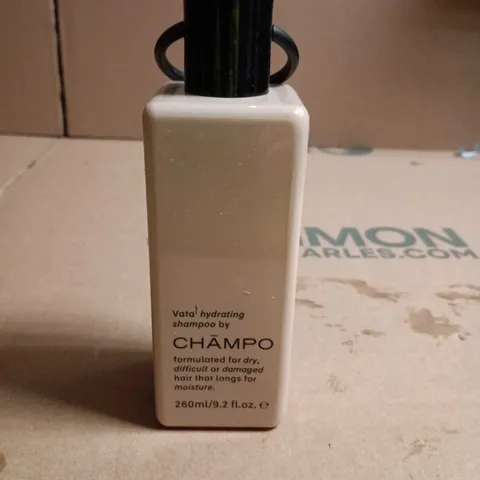 MON
ARLES.COM
Vata hydrating
shampoo by
CHĀMPO
formulated for dry,
difficult or damaged
hair that longs for
moisture.
260ml/9.2 fl.oz. ℮